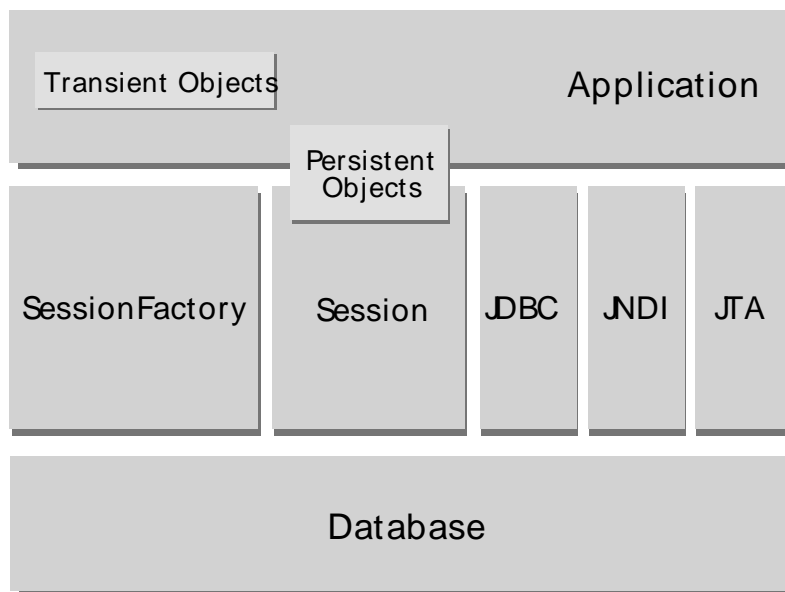 Transient Objects
Application
Persistent
Objects
SessionFactory
Session
JDBC
JNDI
JTA
Database